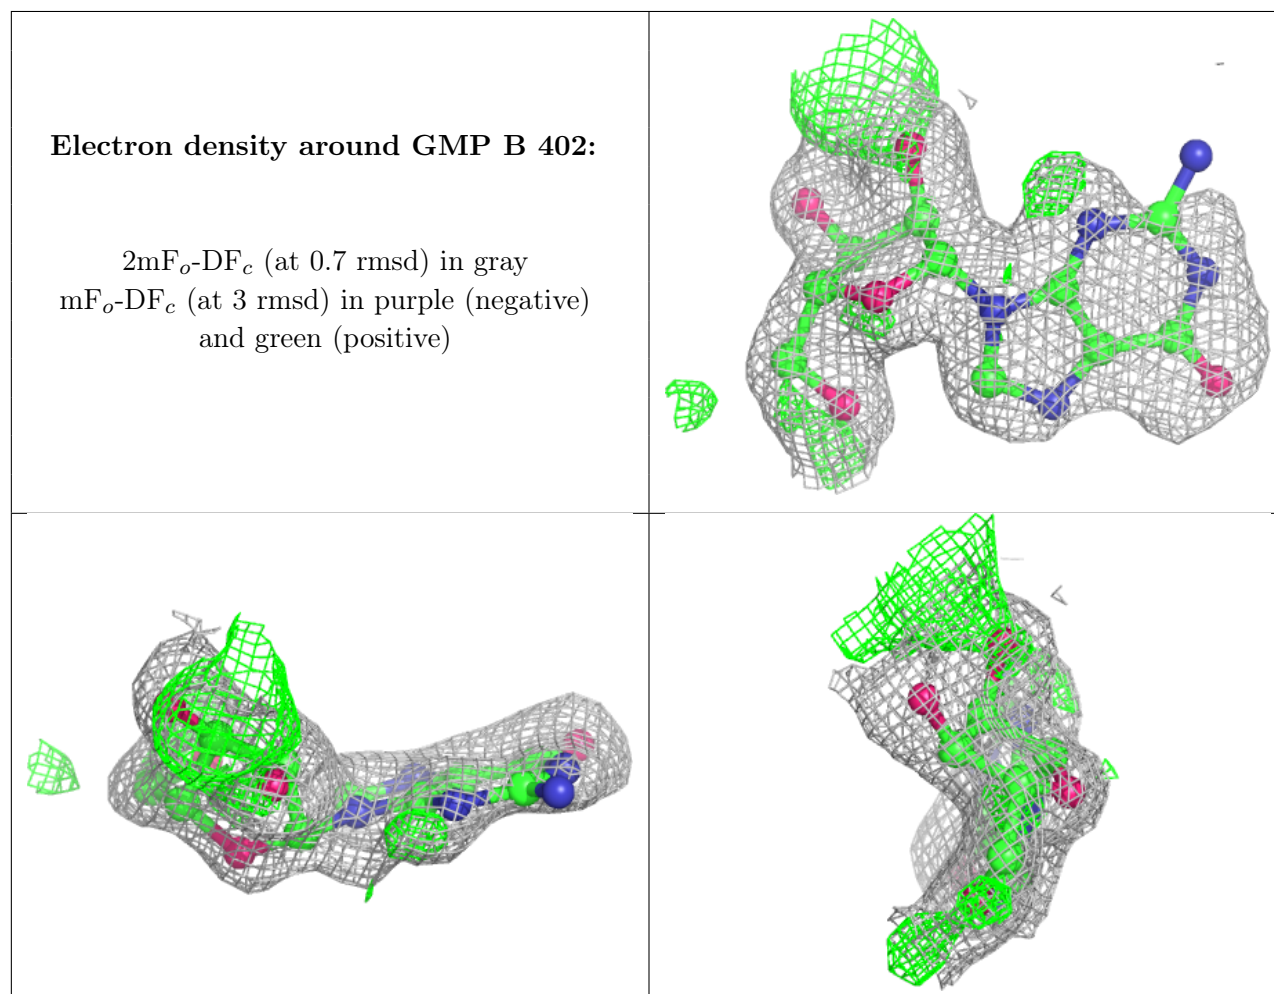 Electron density around GMP B 402:
2mFo-DFc (at 0.7 rmsd) in gray
mFo-DFc (at 3 rmsd) in purple (negative)
and green (positive)